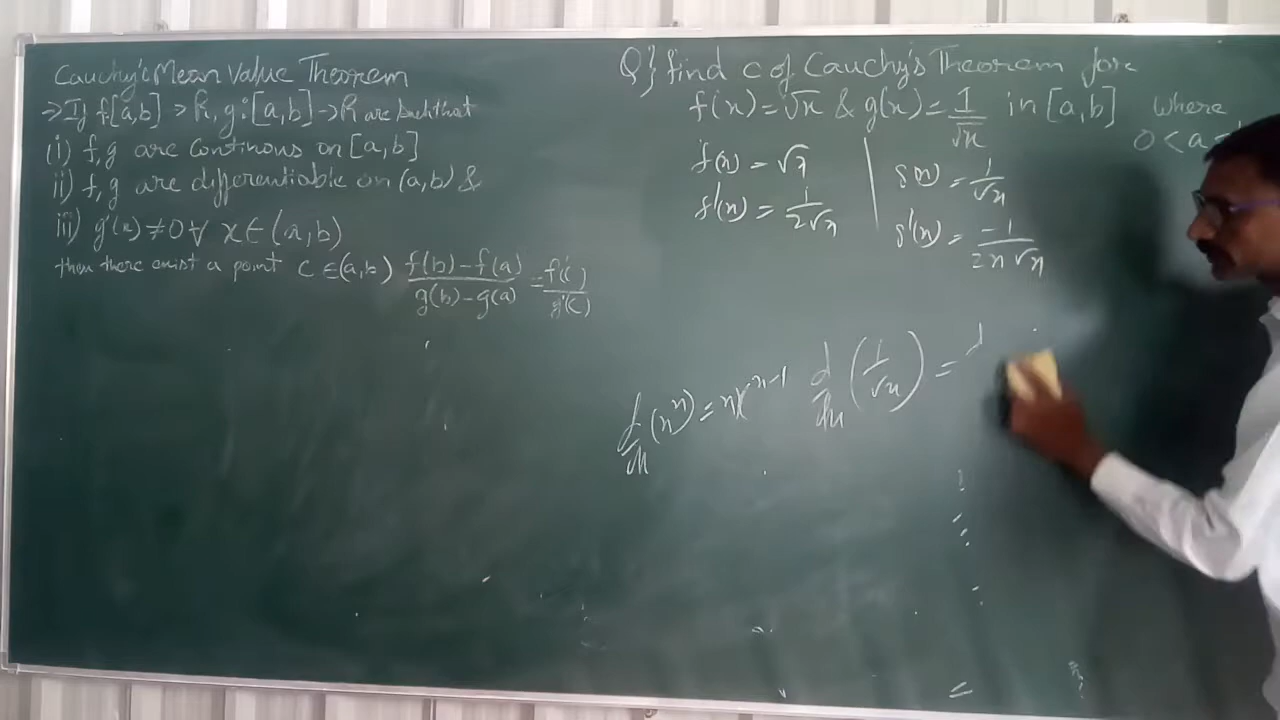 Cauchy's Mean Value Theorem
⇒ If f:[a,b] → R, g:[a,b] → R are such that
(i) f,g are continous on [a,b]
ii) f,g are differentiable on (a,b) &
iii) g'(x) ≠ 0 ∀ x ∈ (a,b)
then there exist a point c ∈ (a,b) (f(b)-f(a))/(g(b)-g(a)) = f'(c)/g'(c)
Q} find c of Cauchy's Theorem for
f(x) = √x & g(x) = 1/√x in [a,b] where
0 < a <
f(x) = √x
f'(x) = 1/(2√x)
g(x) = 1/√x
g'(x) = -1/(2x√x)
d/dx (x^n) = nx^(n-1) d/dx (1/√x) =